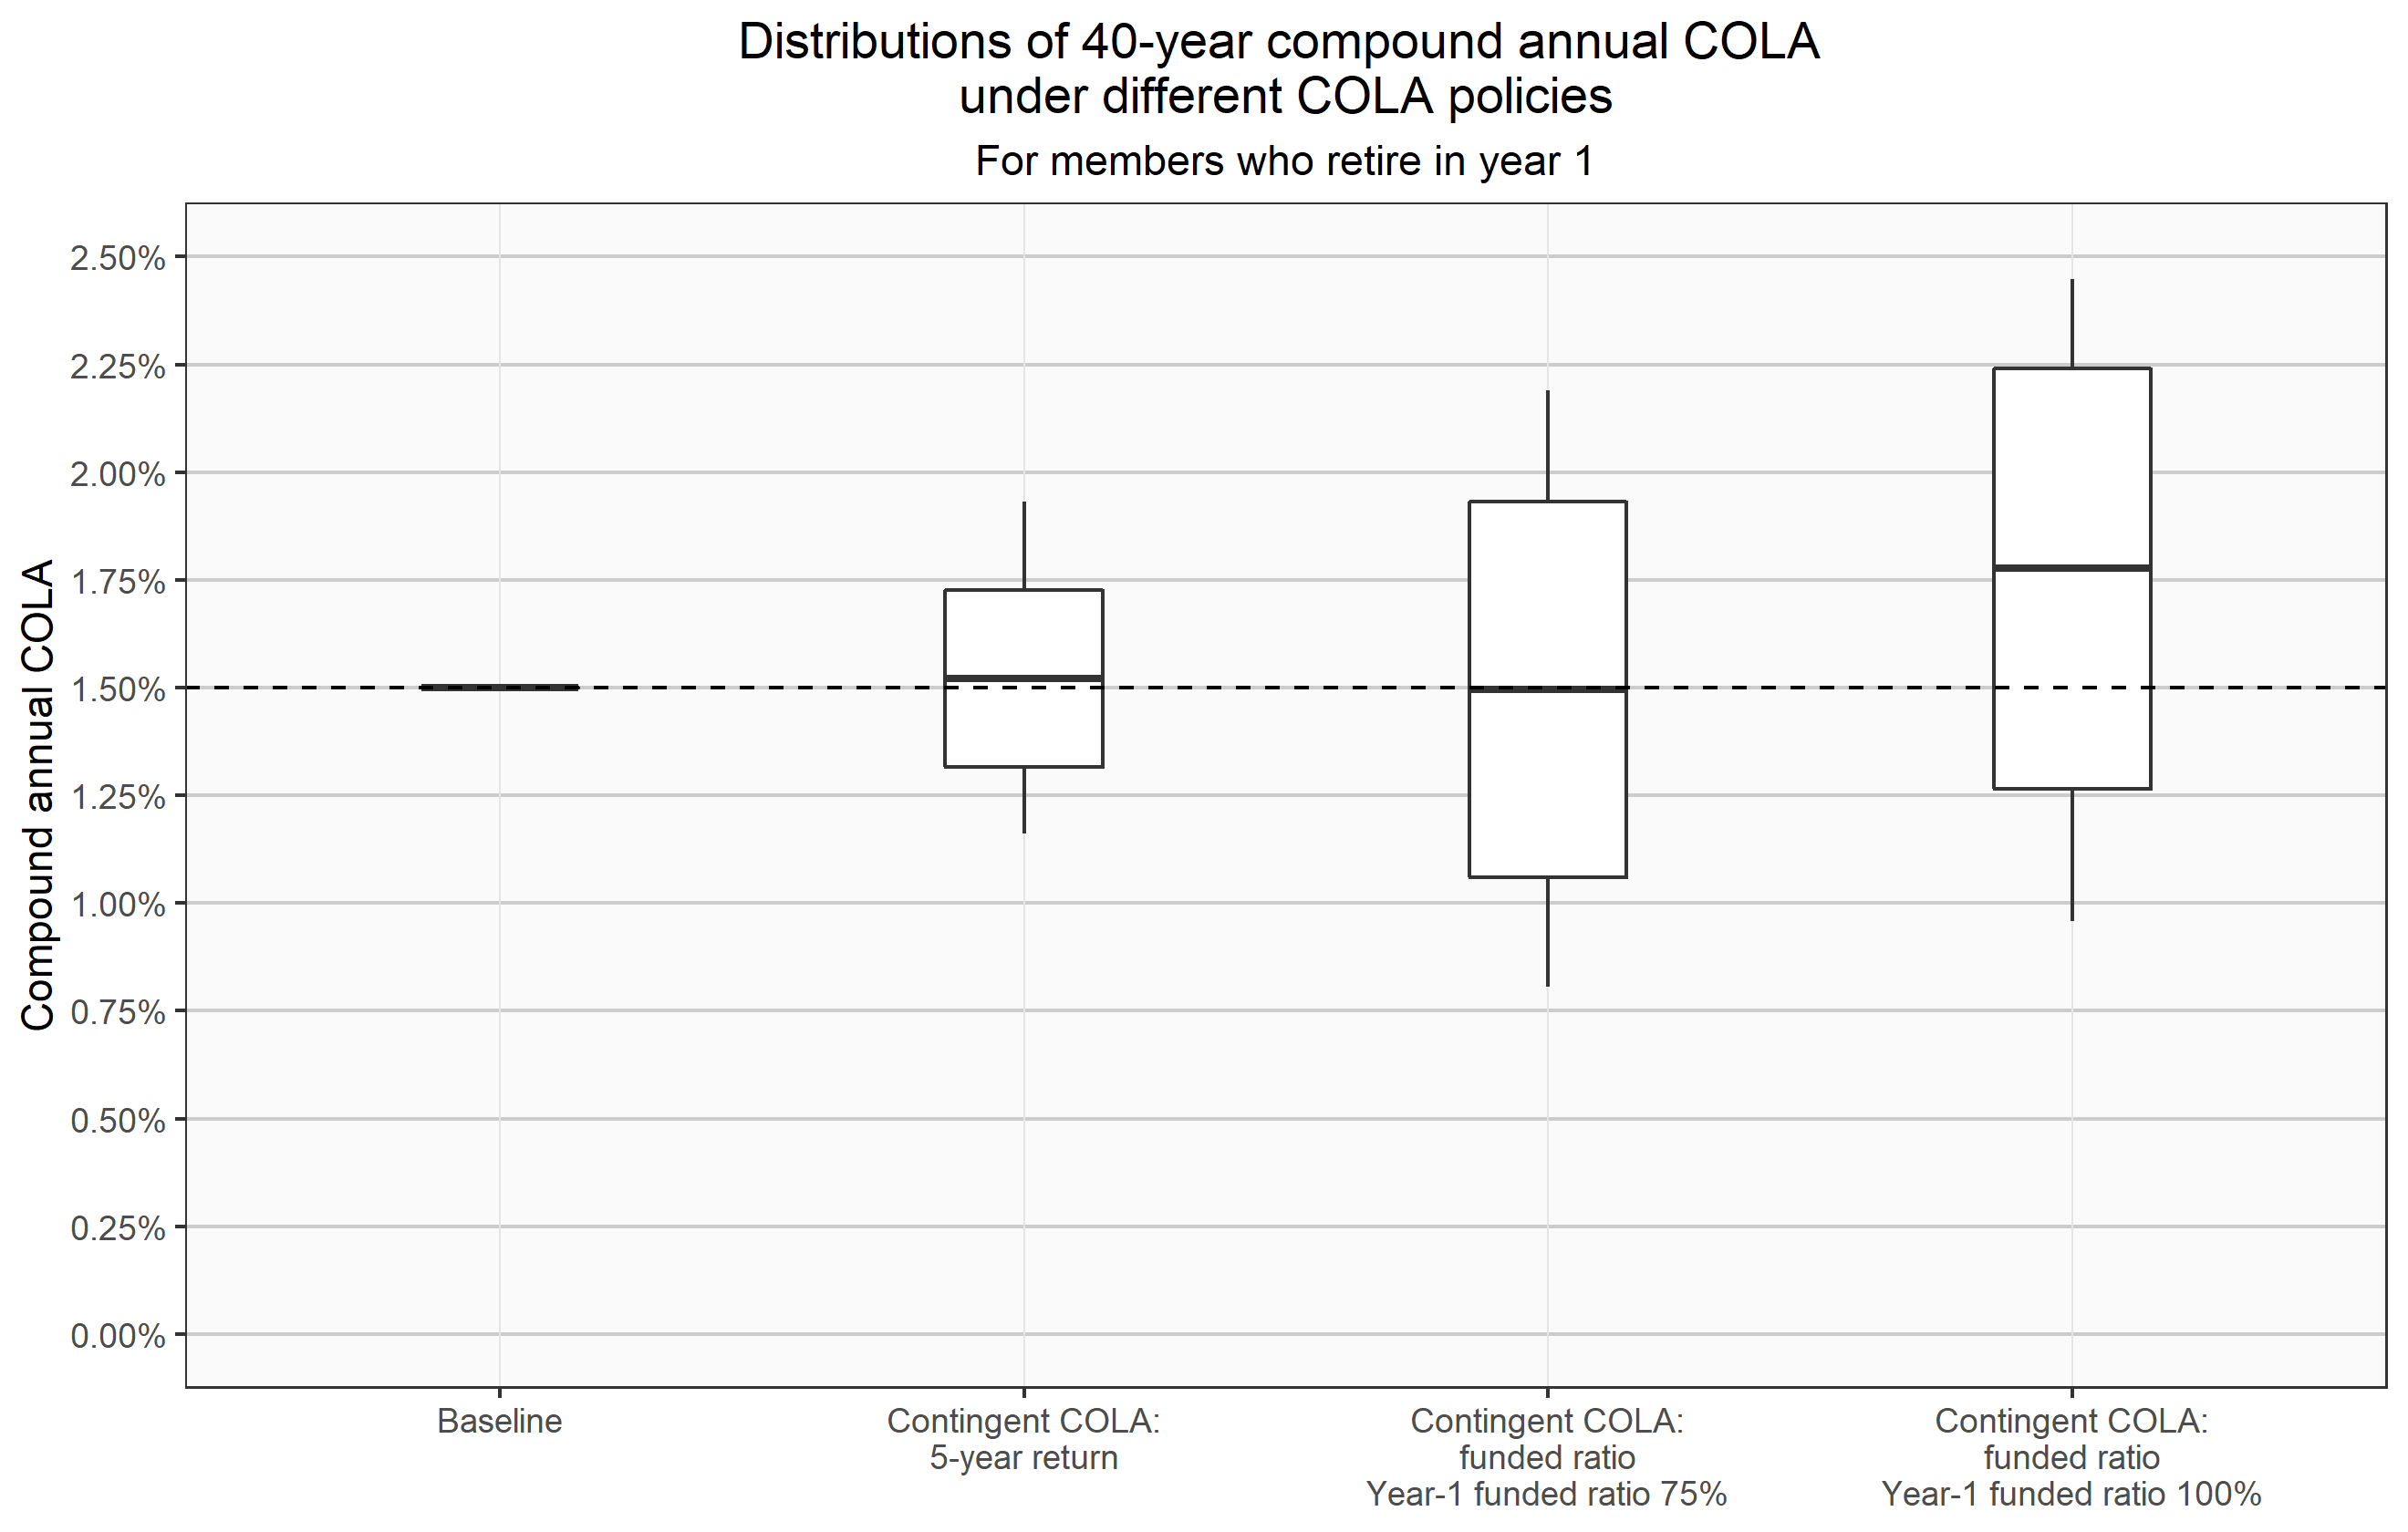 Distributions of 40-year compound annual COLA
under different COLA policies
For members who retire in year 1
Compound annual COLA
2.50%
2.25%
2.00%
1.75%
1.50%
1.25%
1.00%
0.75%
0.50%
0.25%
0.00%
Baseline
Contingent COLA:
5-year return
Contingent COLA:
funded ratio
Year-1 funded ratio 75%
Contingent COLA:
funded ratio
Year-1 funded ratio 100%